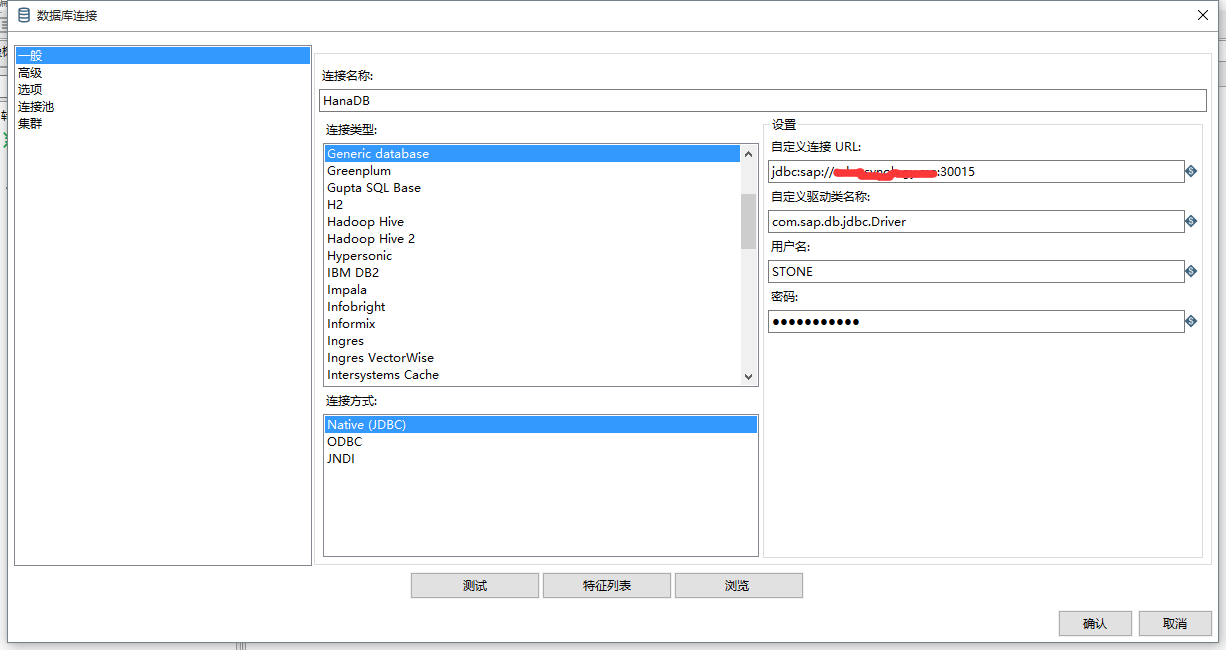 数据库连接
一般
高级
选项
连接池
集群
连接名称:
HanaDB
连接类型:
Generic database
Greenplum
Gupta SQL Base
H2
Hadoop Hive
Hadoop Hive 2
Hypersonic
IBM DB2
Impala
Infobright
Informix
Ingres
Ingres VectorWise
Intersystems Cache
连接方式:
Native (JDBC)
ODBC
JNDI
设置
自定义连接 URL:
jdbc:sap:// :30015
自定义驱动类名称:
com.sap.db.jdbc.Driver
用户名:
STONE
密码:
●●●●●●●●●●●
测试
特征列表
浏览
确认
取消